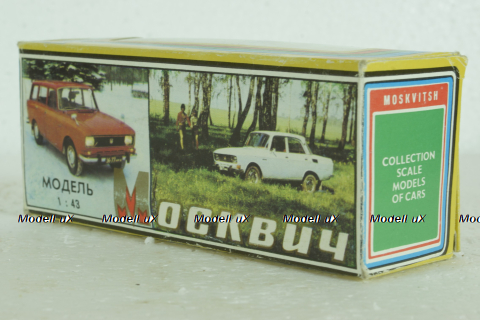 МОДЕЛЬ
1 : 43
Москвич
MOSKVITSH
COLLECTION
SCALE
MODELS
OF CARS
Modell uX Modell uX Modell uX Modell uX Modell uX